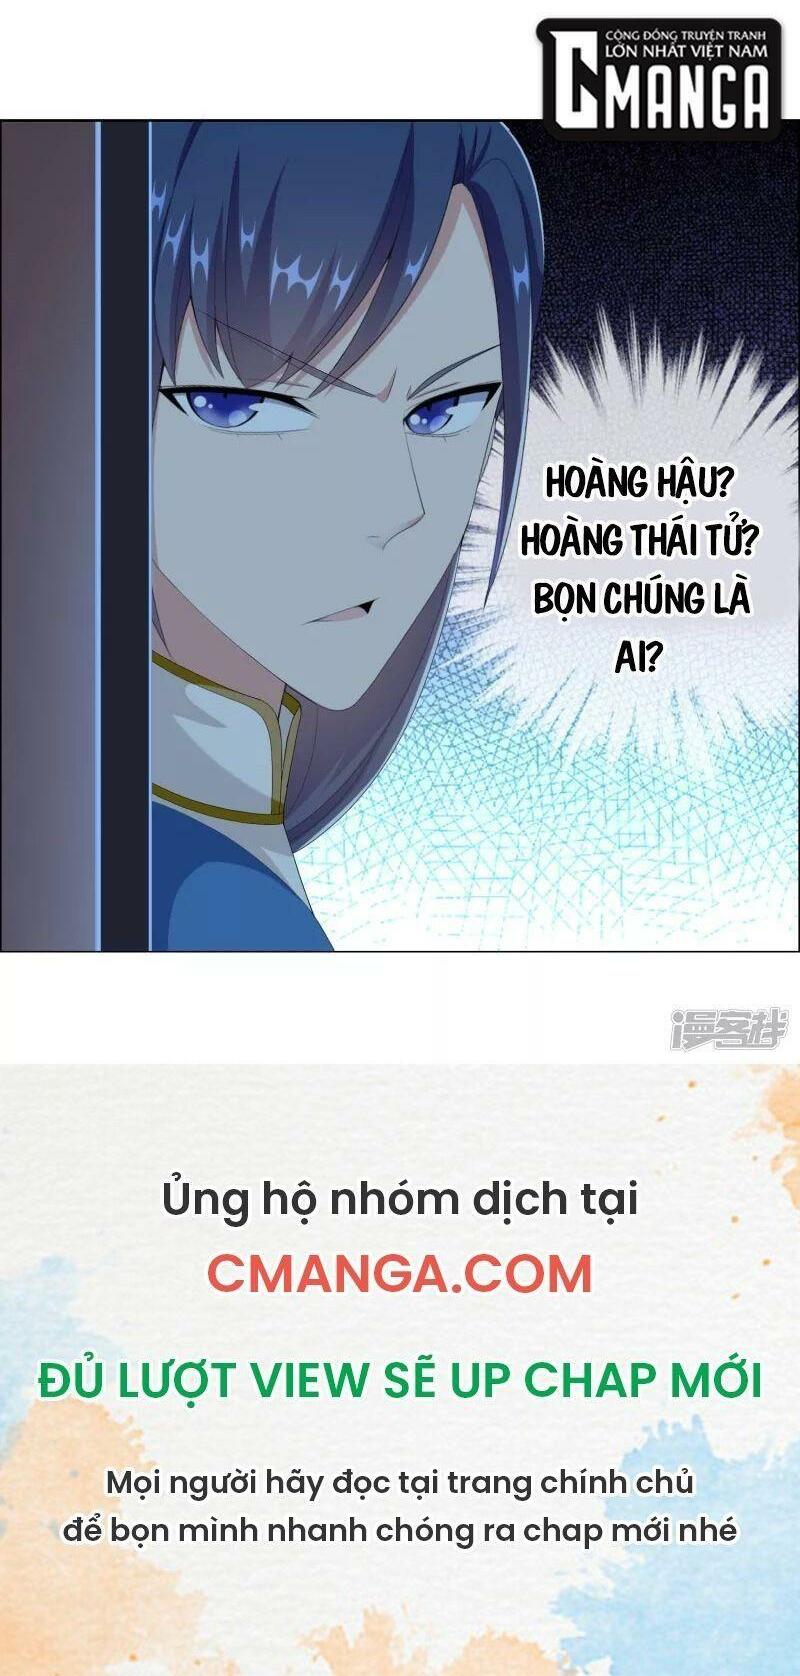 CỘNG ĐỒNG TRUYỆN TRANH
LỚN NHẤT VIỆT NAM
CMANGA
HOÀNG HẬU?
HOÀNG THÁI TỬ?
BỌN CHÚNG LÀ
AI?
漫客栈
Ủng hộ nhóm dịch tại
CMANGA.COM
ĐỦ LƯỢT VIEW SẼ UP CHAP MỚI
Mọi người hãy đọc tại trang chính chủ
để bọn mình nhanh chóng ra chap mới nhé